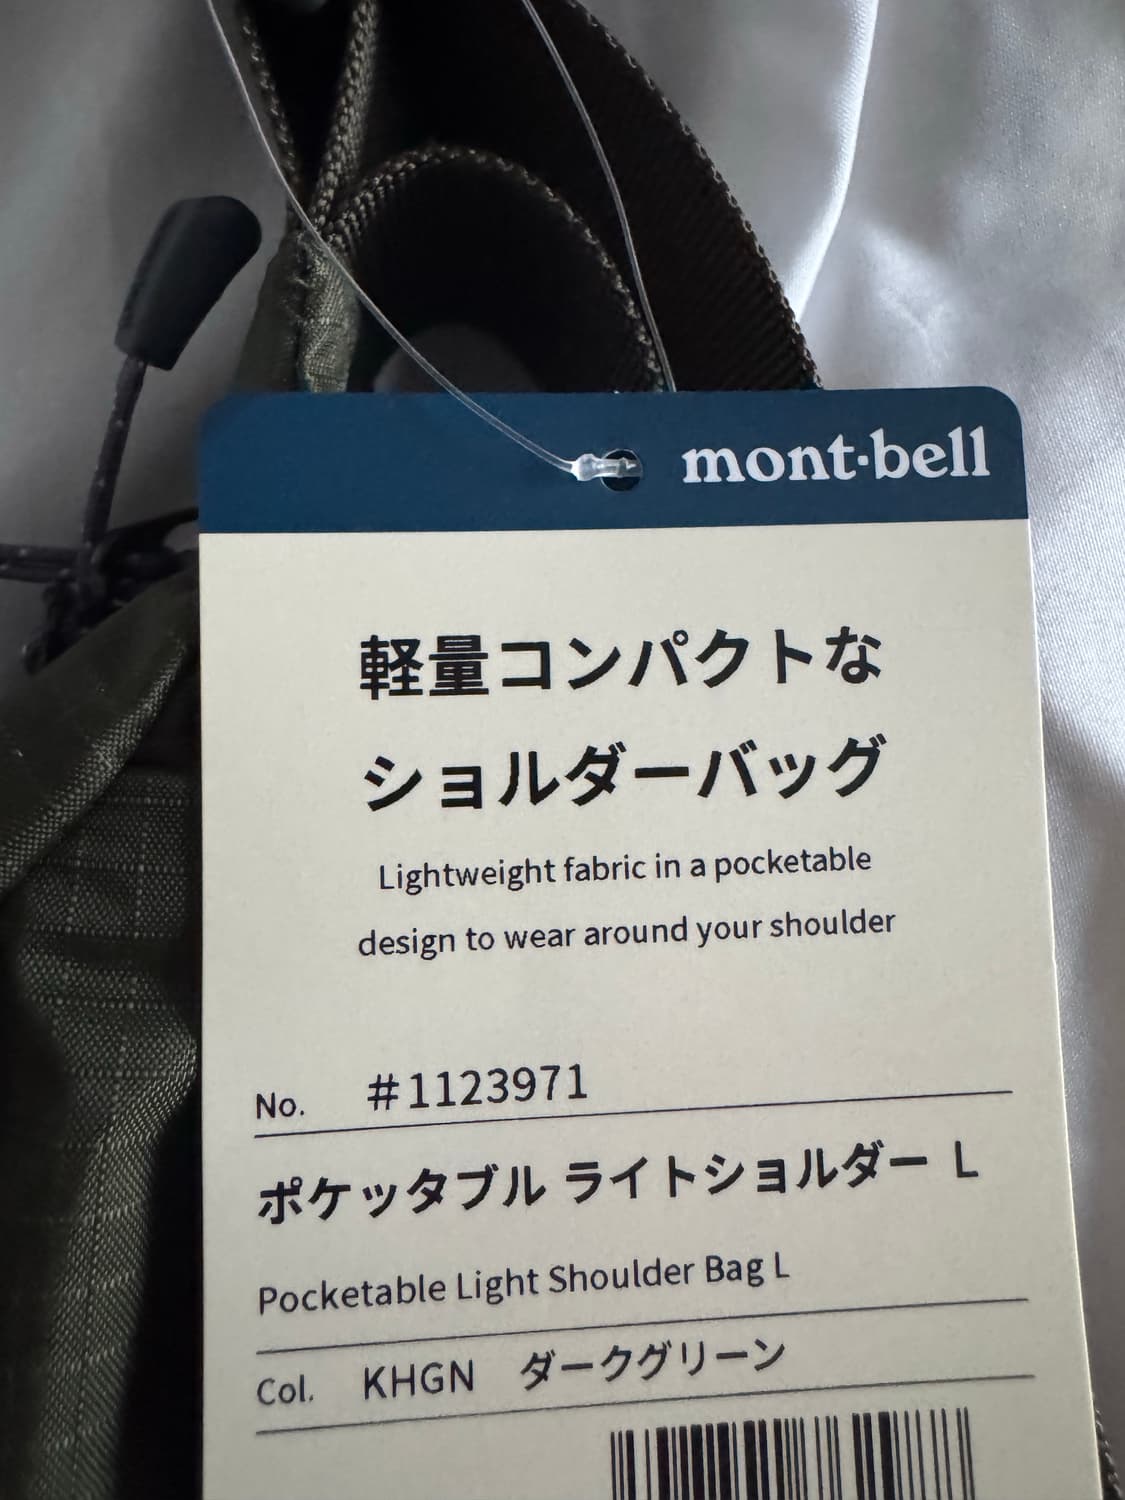 mont·bell
軽量コンパクトな
ショルダーバッグ
Lightweight fabric in a pocketable
design to wear around your shoulder
No. #1123971
ポケッタブル ライトショルダー L
Pocketable Light Shoulder Bag L
Col. KHGN ダークグリーン